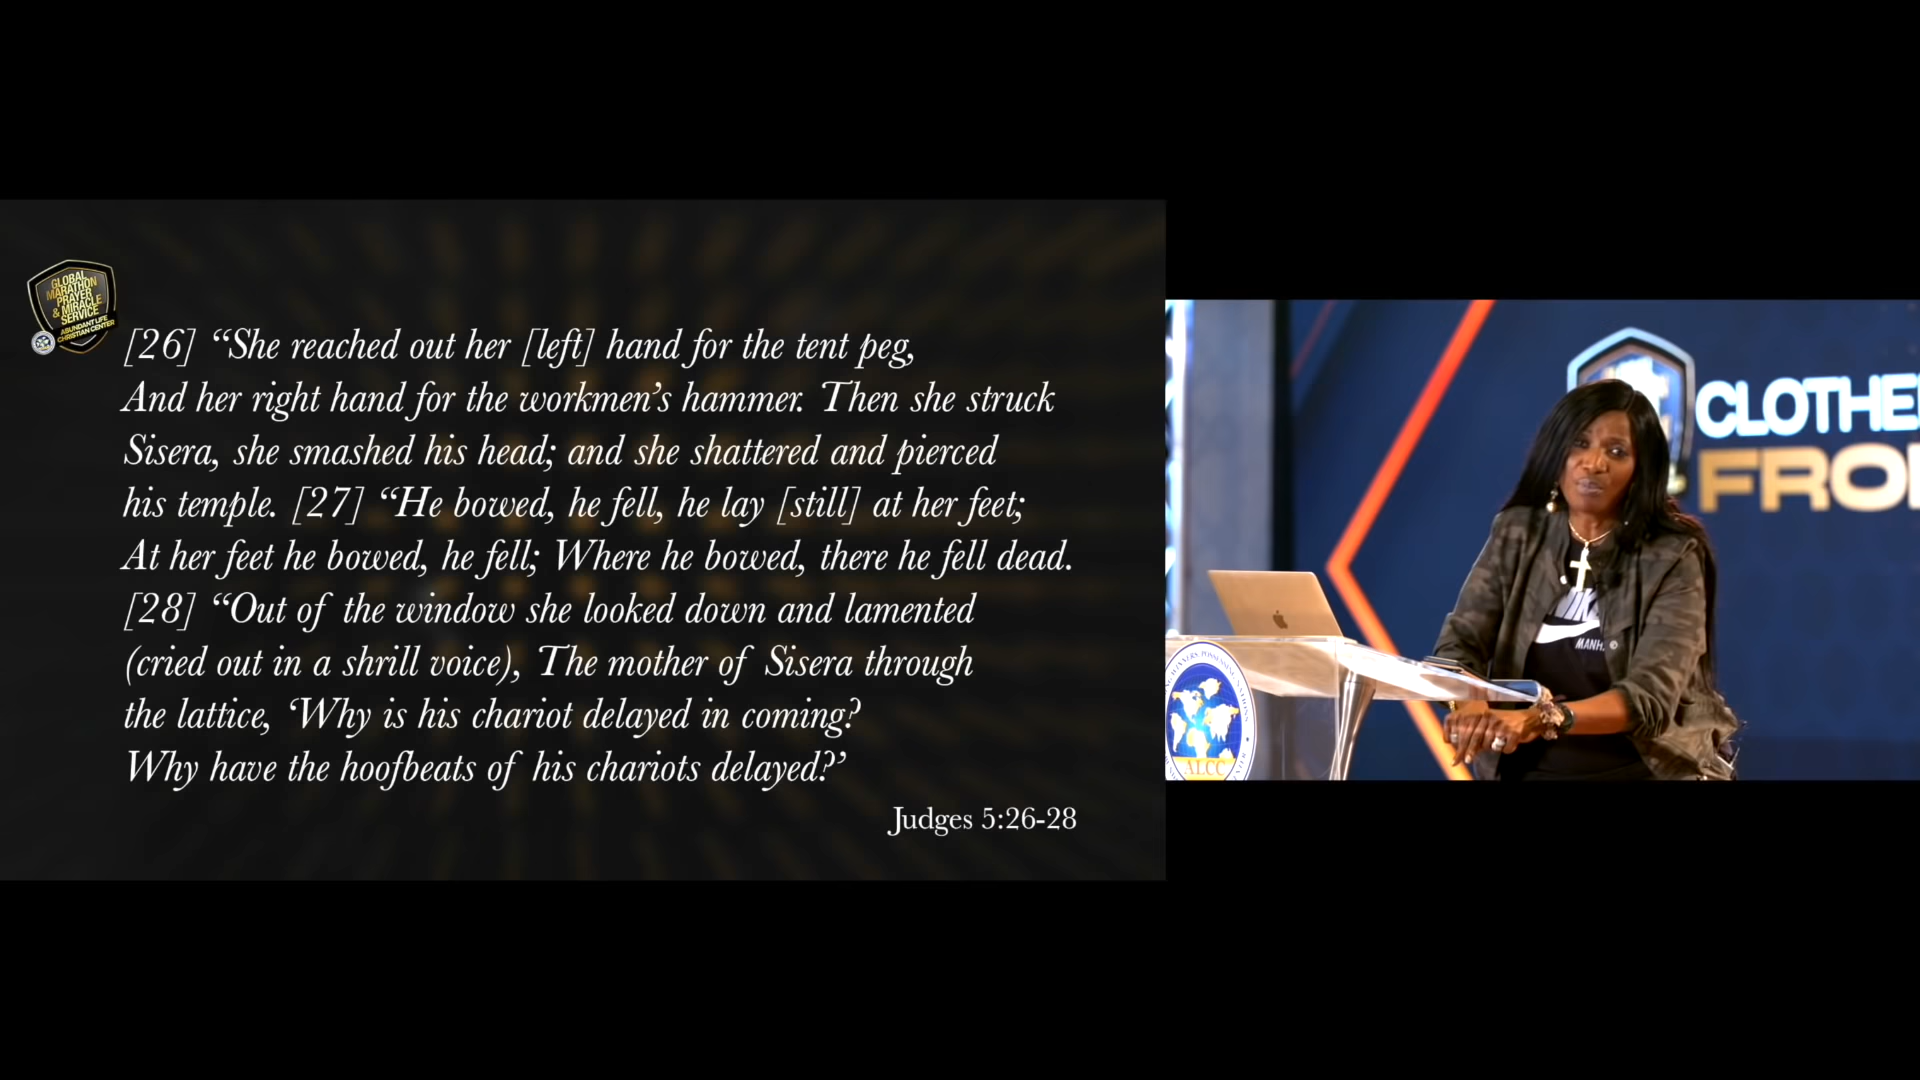 GLOBAL
MARATHON
PRAYER
& MIRACLE
SERVICE
ABUNDANT LIFE
CHRISTIAN CENTER
[26] “She reached out her [left] hand for the tent peg,
And her right hand for the workmen’s hammer. Then she struck
Sisera, she smashed his head; and she shattered and pierced
his temple. [27] “He bowed, he fell, he lay [still] at her feet;
At her feet he bowed, he fell; Where he bowed, there he fell dead.
[28] “Out of the window she looked down and lamented
(cried out in a shrill voice), The mother of Sisera through
the lattice, ‘Why is his chariot delayed in coming?
Why have the hoofbeats of his chariots delayed?’
Judges 5:26-28
CLOTHE
FRO
MANH. ©
ALCC